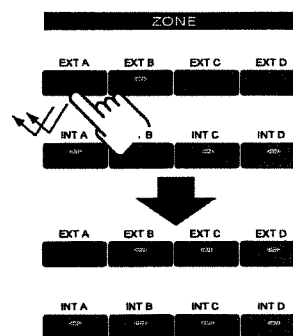 ZONE
EXT A EXT B EXT C EXT D
INT A B INT C INT D
EXT A EXT B EXT C EXT D
INT A INT B INT C INT D